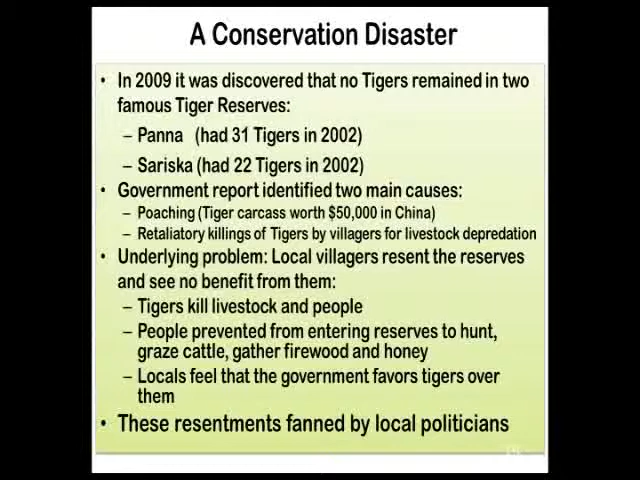 A Conservation Disaster
• In 2009 it was discovered that no Tigers remained in two
famous Tiger Reserves:
– Panna (had 31 Tigers in 2002)
– Sariska (had 22 Tigers in 2002)
• Government report identified two main causes:
– Poaching (Tiger carcass worth $50,000 in China)
– Retaliatory killings of Tigers by villagers for livestock depredation
• Underlying problem: Local villagers resent the reserves
and see no benefit from them:
– Tigers kill livestock and people
– People prevented from entering reserves to hunt,
graze cattle, gather firewood and honey
– Locals feel that the government favors tigers over
them
• These resentments fanned by local politicians